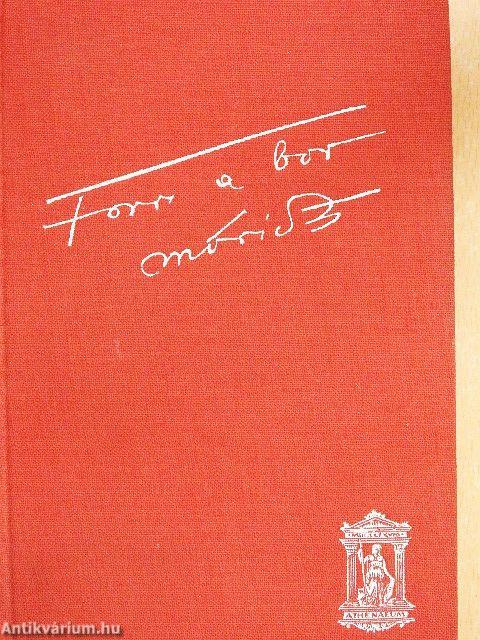 Forr a bor
móricz
ATHENAEUM
Antikvárium.hu